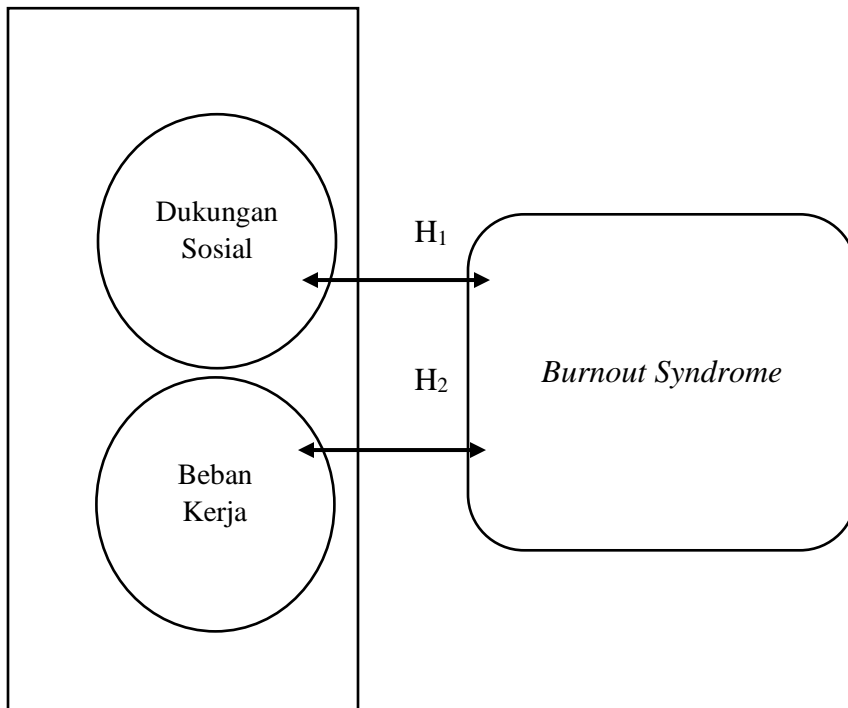 Dukungan
Sosial
H1
H2
Burnout Syndrome
Beban
Kerja